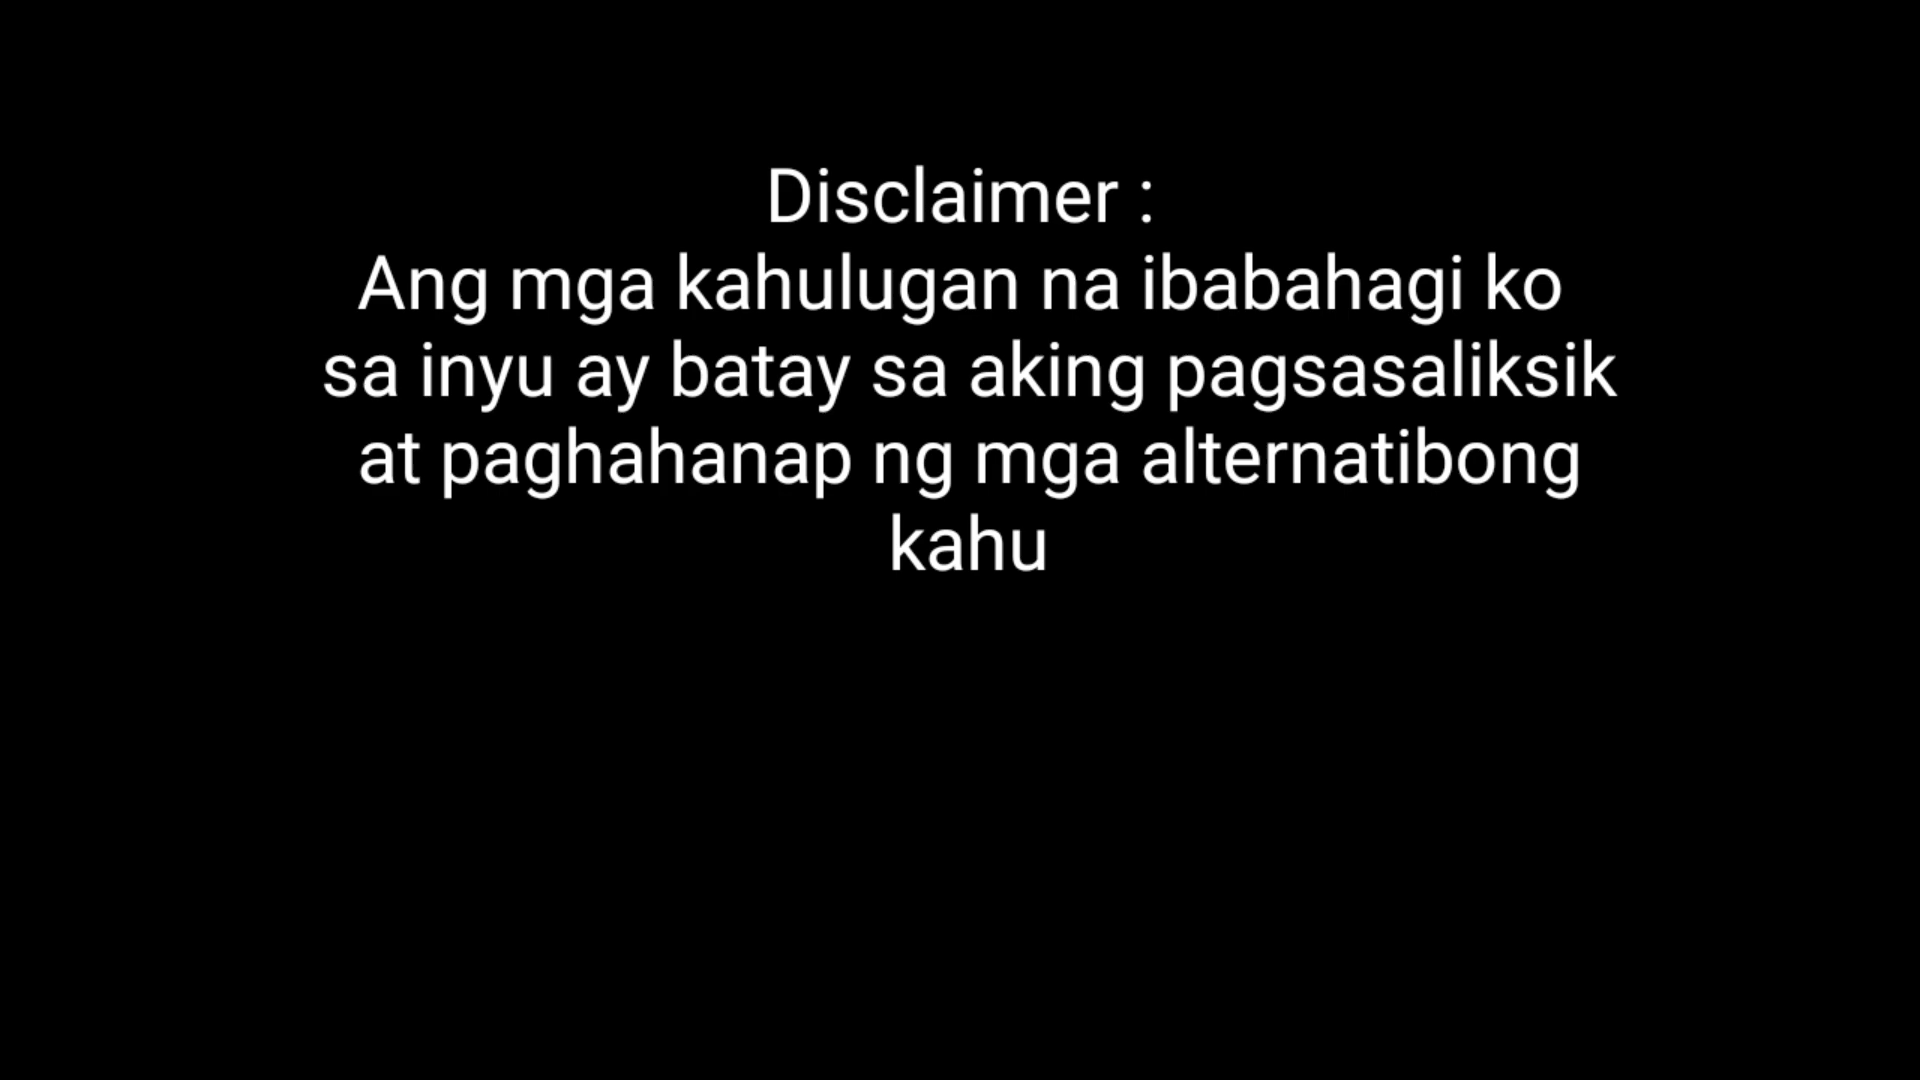 Disclaimer :
Ang mga kahulugan na ibabahagi ko
sa inyu ay batay sa aking pagsasaliksik
at paghahanap ng mga alternatibong
kahu